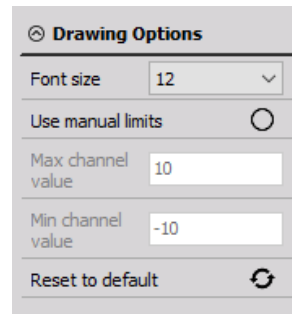 Drawing Options
Font size 12
Use manual limits
Max channel
value 10
Min channel
value -10
Reset to default